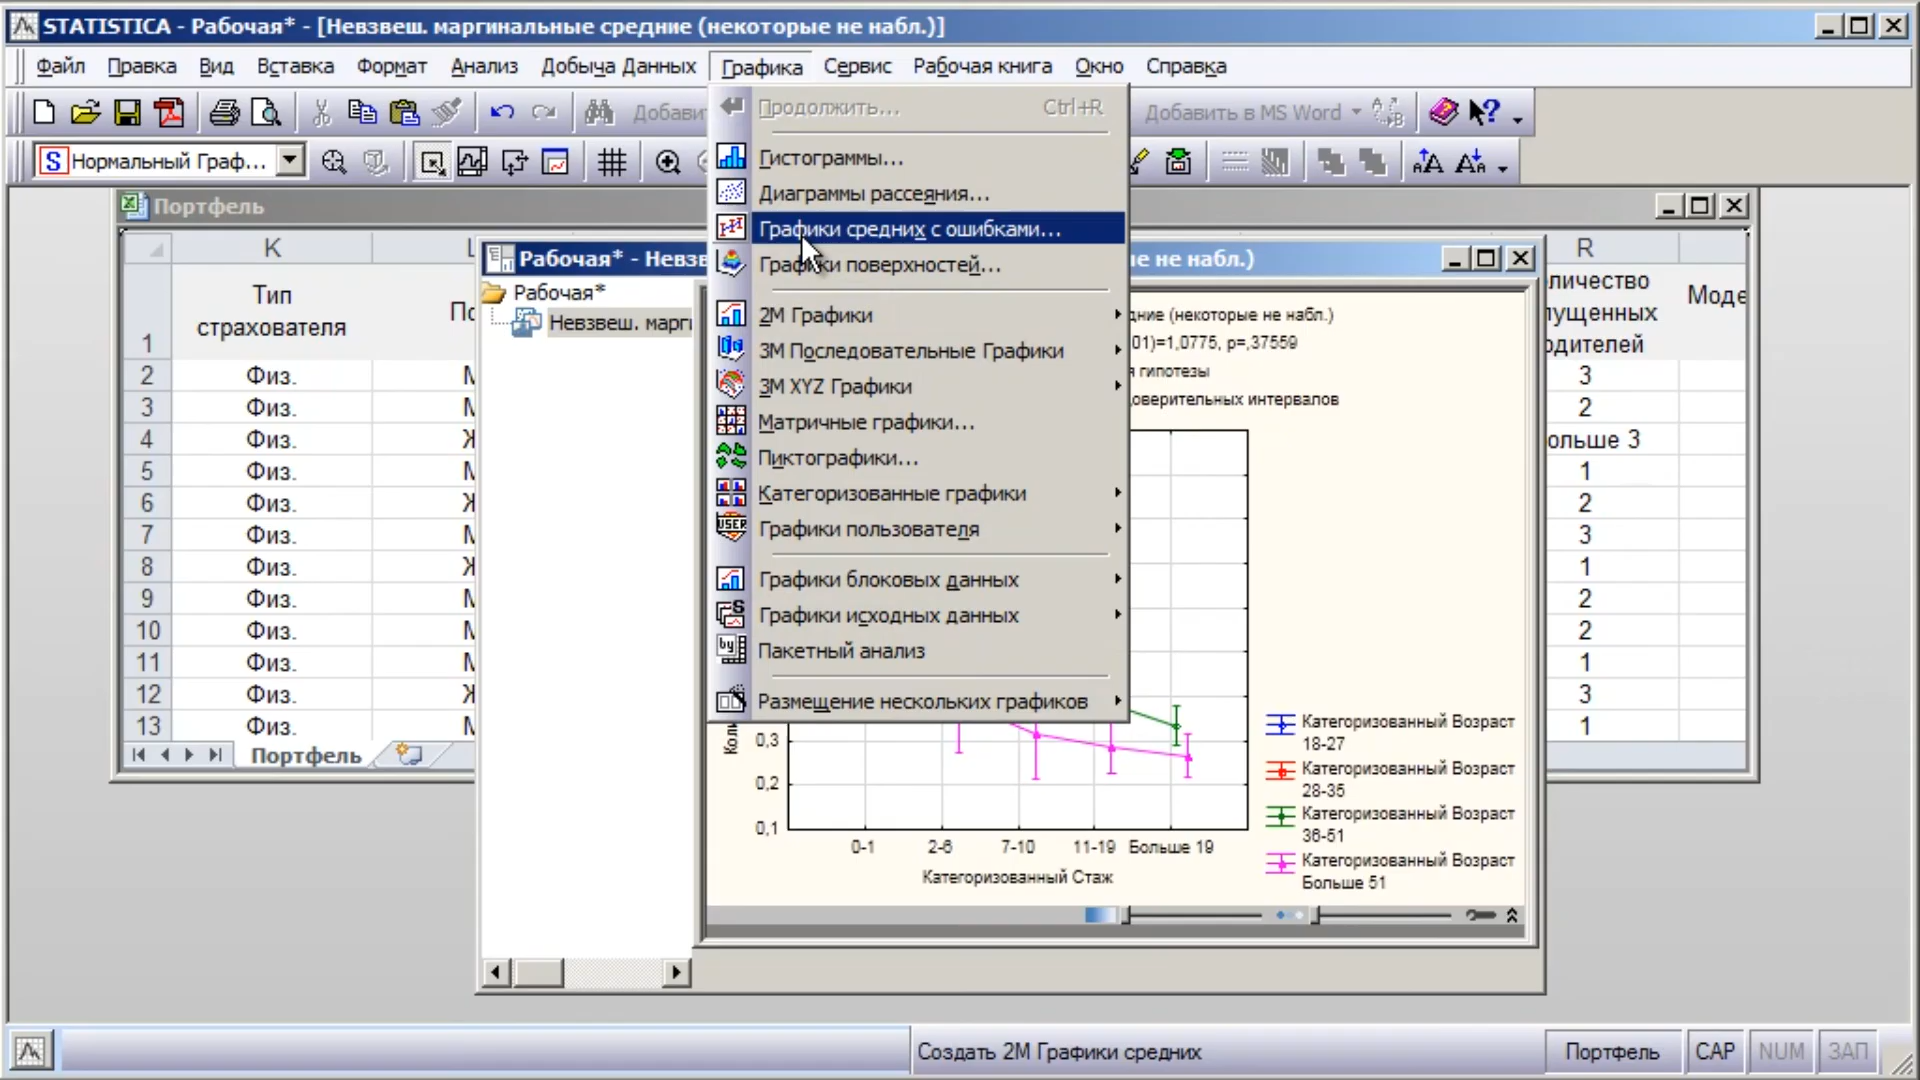 STATISTICA - Рабочая* - [Невзвеш. маргинальные средние (некоторые не набл.)]
Файл Правка Вид Вставка Формат Анализ Добыча Данных Графика Сервис Рабочая книга Окно Справка
Добави Добавить в MS Word
Нормальный Граф...
Продолжить... Ctrl+R
Гистограммы...
Диаграммы рассеяния...
Графики средних с ошибками...
Графики поверхностей...
2М Графики
3М Последовательные Графики
3М XYZ Графики
Матричные графики...
Пиктографики...
Категоризованные графики
USER Графики пользователя
Графики блоковых данных
Графики исходных данных
by Пакетный анализ
Размещение нескольких графиков
Портфель
K R
Тип
страхователя
личество
пущенных
одителей
Моде
1
2 Физ. 3
3 Физ. 2
4 Физ. ольше 3
5 Физ. 1
6 Физ. 2
7 Физ. 3
8 Физ. 1
9 Физ. 2
10 Физ. 2
11 Физ. 1
12 Физ. 3
13 Физ. 1
Портфель
Рабочая* - Невзв е не набл.)
Рабочая*
Невзвеш. марги
дние (некоторые не набл.)
01)=1,0775, p=,37559
я гипотезы
оверительных интервалов
0,3
0,2
0,1
0-1 2-6 7-10 11-19 Больше 19
Категоризованный Стаж
Категоризованный Возраст
18-27
Категоризованный Возраст
28-35
Категоризованный Возраст
36-51
Категоризованный Возраст
Больше 51
Создать 2М Графики средних
Портфель CAP NUM ЗАП